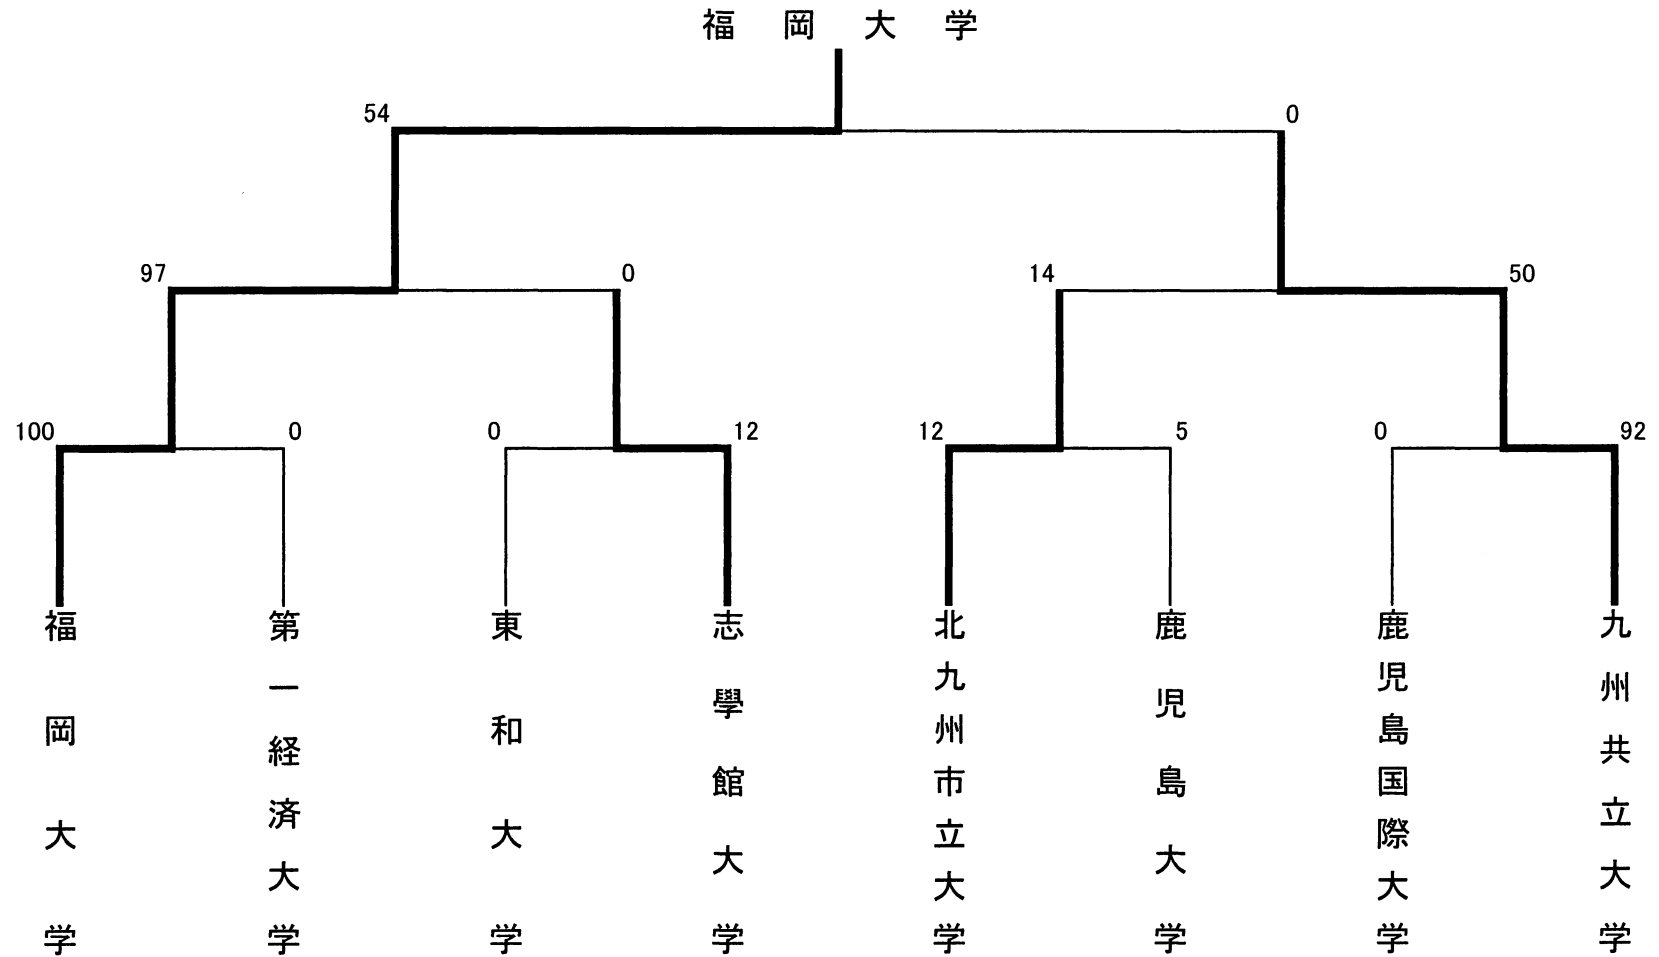 福岡大学
54 0
97 0 14 50
100 0 0 12 12 5 0 92
福岡大学
第一経済大学
東和大学
志學館大学
北九州市立大学
鹿児島大学
鹿児島国際大学
九州共立大学